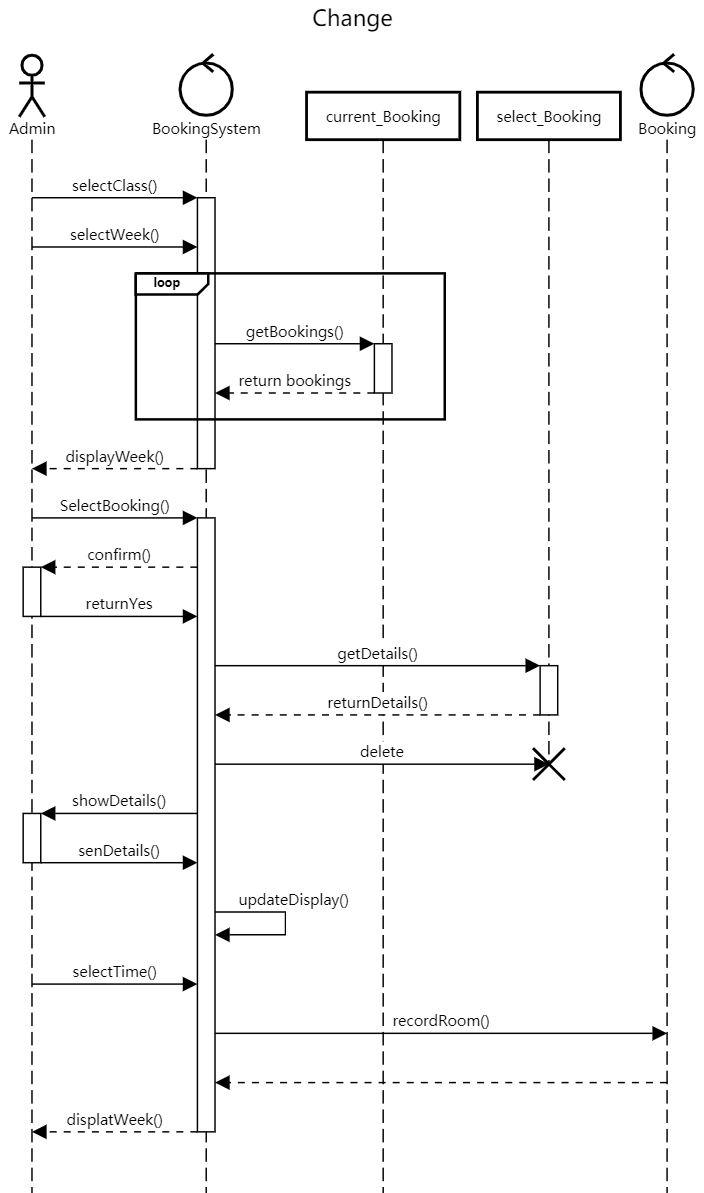 Change
Admin
BookingSystem
current_Booking
select_Booking
Booking
selectClass()
selectWeek()
loop
getBookings()
return bookings
displayWeek()
SelectBooking()
confirm()
returnYes
getDetails()
returnDetails()
delete
showDetails()
senDetails()
updateDisplay()
selectTime()
recordRoom()
displatWeek()